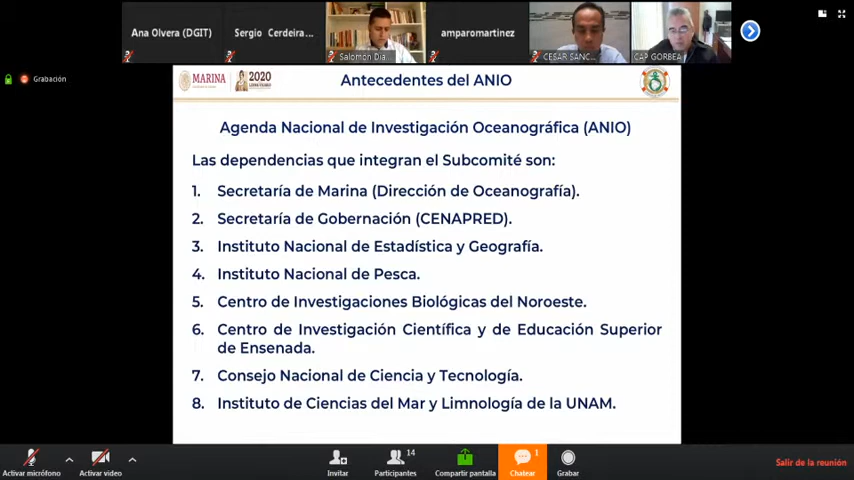 Ana Olvera (DGIT)
Sergio Cerdeira...
Salomón Día...
amparomartinez
CESAR SÁNC...
CAP GORBEA
Grabación
MARINA
2020
Antecedentes del ANIO
Agenda Nacional de Investigación Oceanográfica (ANIO)
Las dependencias que integran el Subcomité son:
1. Secretaría de Marina (Dirección de Oceanografía).
2. Secretaría de Gobernación (CENAPRED).
3. Instituto Nacional de Estadística y Geografía.
4. Instituto Nacional de Pesca.
5. Centro de Investigaciones Biológicas del Noroeste.
6. Centro de Investigación Científica y de Educación Superior
de Ensenada.
7. Consejo Nacional de Ciencia y Tecnología.
8. Instituto de Ciencias del Mar y Limnología de la UNAM.
Activar micrófono
Activar video
Invitar
14
Participantes
Compartir pantalla
1
Chatear
Grabar
Salir de la reunión